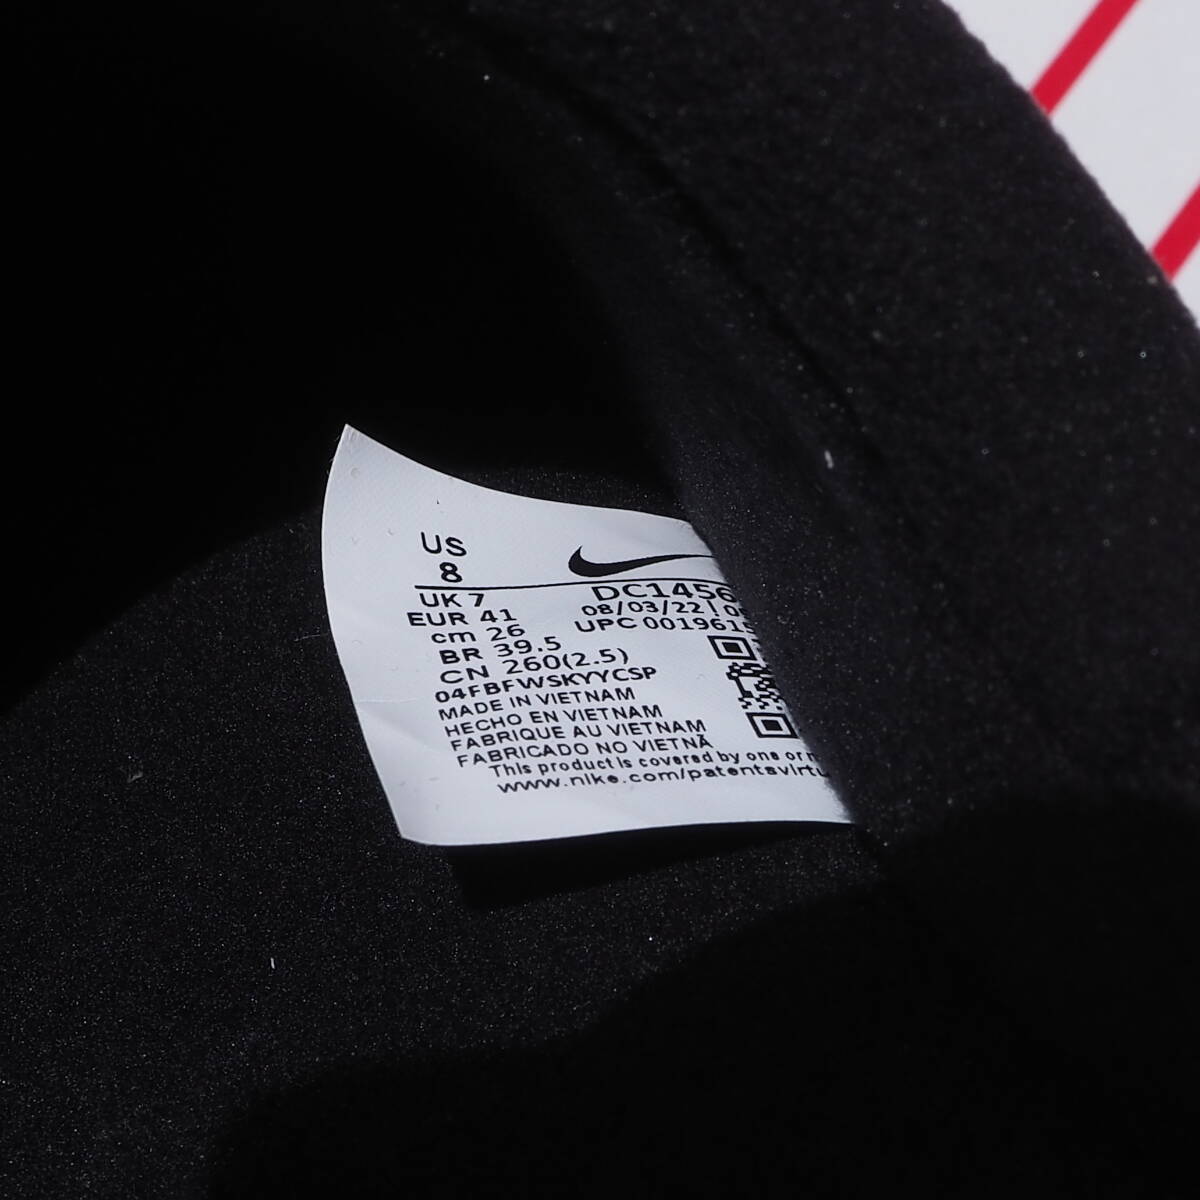 US
8
UK 7
EUR 41
cm 26
BR 39.5
CN 260(2.5)
DC1456
08/03/22 | 0
UPC 0019615
04FBFWSKYYCSP
MADE IN VIETNAM
HECHO EN VIETNAM
FABRIQUE AU VIETNAM
FABRICADO NO VIETNÃ
This product is covered by one or
www.nike.com/patentsvirtu